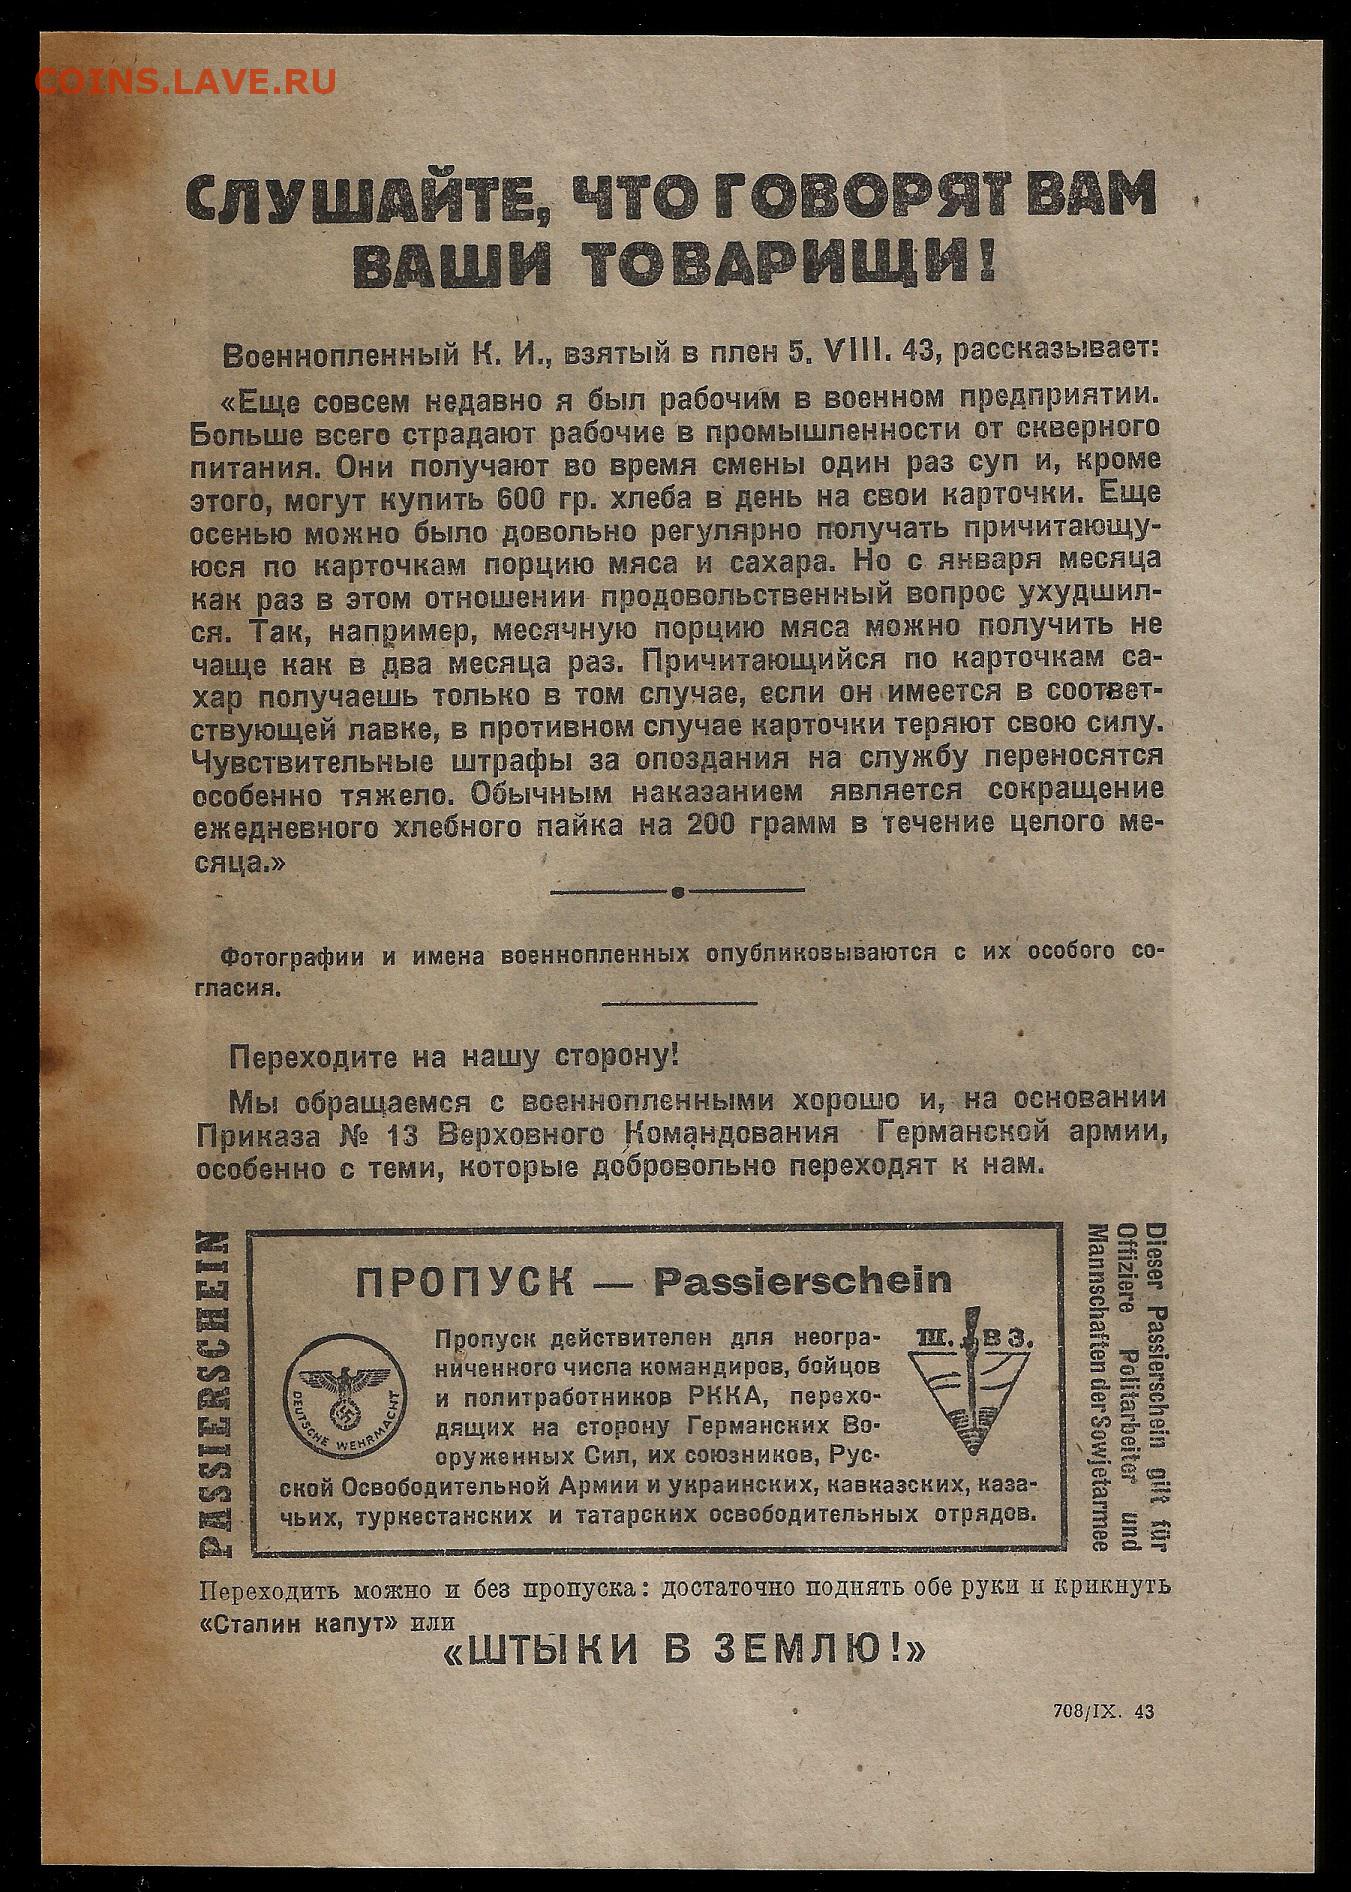 COINS.LAVE.RU
СЛУШАЙТЕ, ЧТО ГОВОРЯТ ВАМ
ВАШИ ТОВАРИЩИ!
Военнопленный К. И., взятый в плен 5. VIII. 43, рассказывает:
«Еще совсем недавно я был рабочим в военном предприятии.
Больше всего страдают рабочие в промышленности от скверного
питания. Они получают во время смены один раз суп и, кроме
этого, могут купить 600 гр. хлеба в день на свои карточки. Еще
осенью можно было довольно регулярно получать причитающу-
юся по карточкам порцию мяса и сахара. Но с января месяца
как раз в этом отношении продовольственный вопрос ухудшил-
ся. Так, например, месячную порцию мяса можно получить не
чаще как в два месяца раз. Причитающийся по карточкам са-
хар получаешь только в том случае, если он имеется в соответ-
ствующей лавке, в противном случае карточки теряют свою силу.
Чувствительные штрафы за опоздания на службу переносятся
особенно тяжело. Обычным наказанием является сокращение
ежедневного хлебного пайка на 200 грамм в течение целого ме-
сяца.»
Фотографии и имена военнопленных опубликовываются с их особого со-
гласия.
Переходите на нашу сторону!
Мы обращаемся с военнопленными хорошо и, на основании
Приказа № 13 Верховного Командования Германской армии,
особенно с теми, которые добровольно переходят к нам.
PASSIERSCHEIN
ПРОПУСК — Passierschein
DEUTSCHE WEHRMACHT
Пропуск действителен для неогра-
ниченного числа командиров, бойцов
и политработников РККА, перехо-
дящих на сторону Германских Во-
оруженных Сил, их союзников, Рус-
ской Освободительной Армии и украинских, кавказских, каза-
чьих, туркестанских и татарских освободительных отрядов.
Ш. В З.
Dieser Passierschein gilt für
Offiziere Politarbeiter und
Mannschaften der Sowjetarmee
Переходить можно и без пропуска: достаточно поднять обе руки и крикнуть
«Сталин капут» или
«ШТЫКИ В ЗЕМЛЮ!»
708/IX. 43